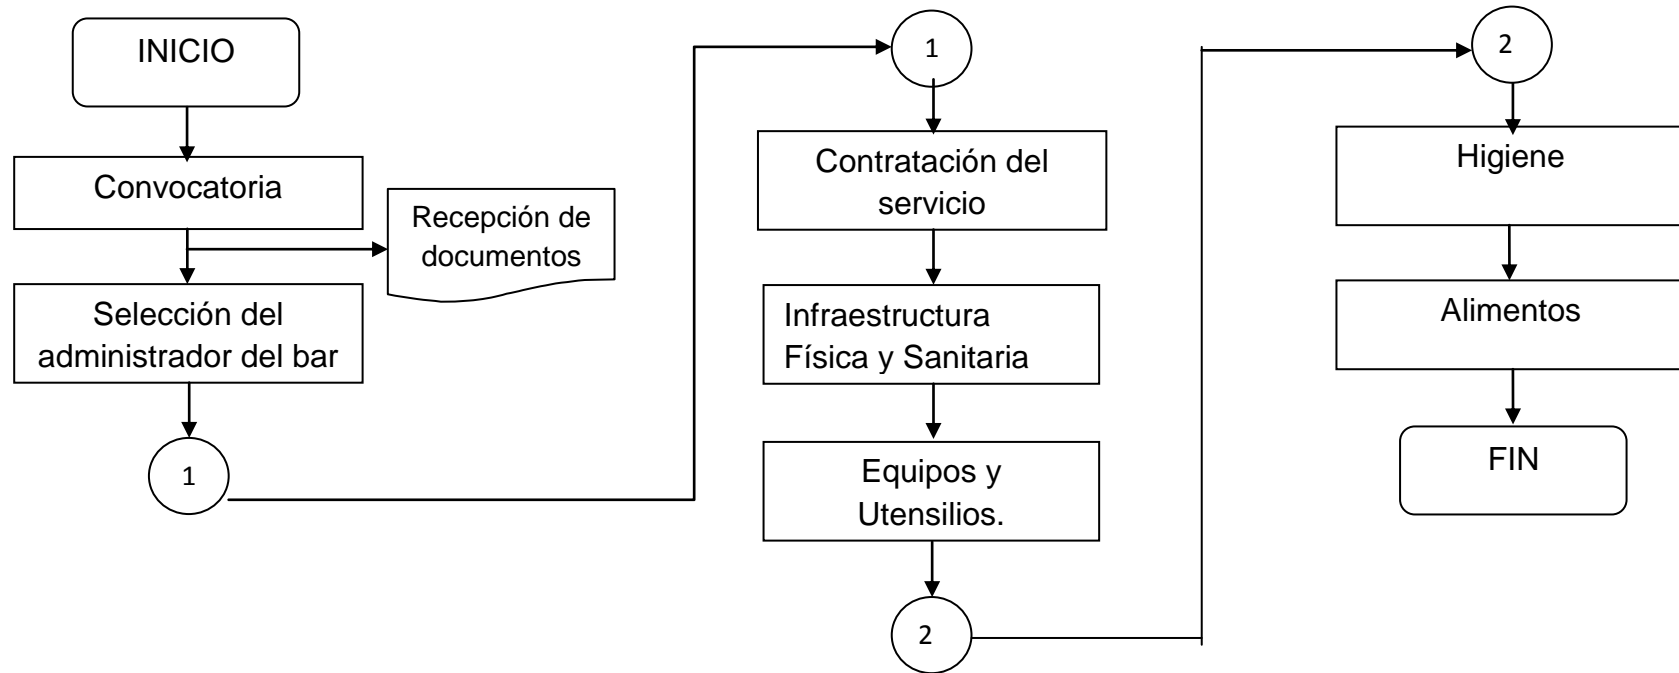 INICIO
Convocatoria
Recepción de
documentos
Selección del
administrador del bar
1
1
Contratación del
servicio
Infraestructura
Física y Sanitaria
Equipos y
Utensilios.
2
2
Higiene
Alimentos
FIN